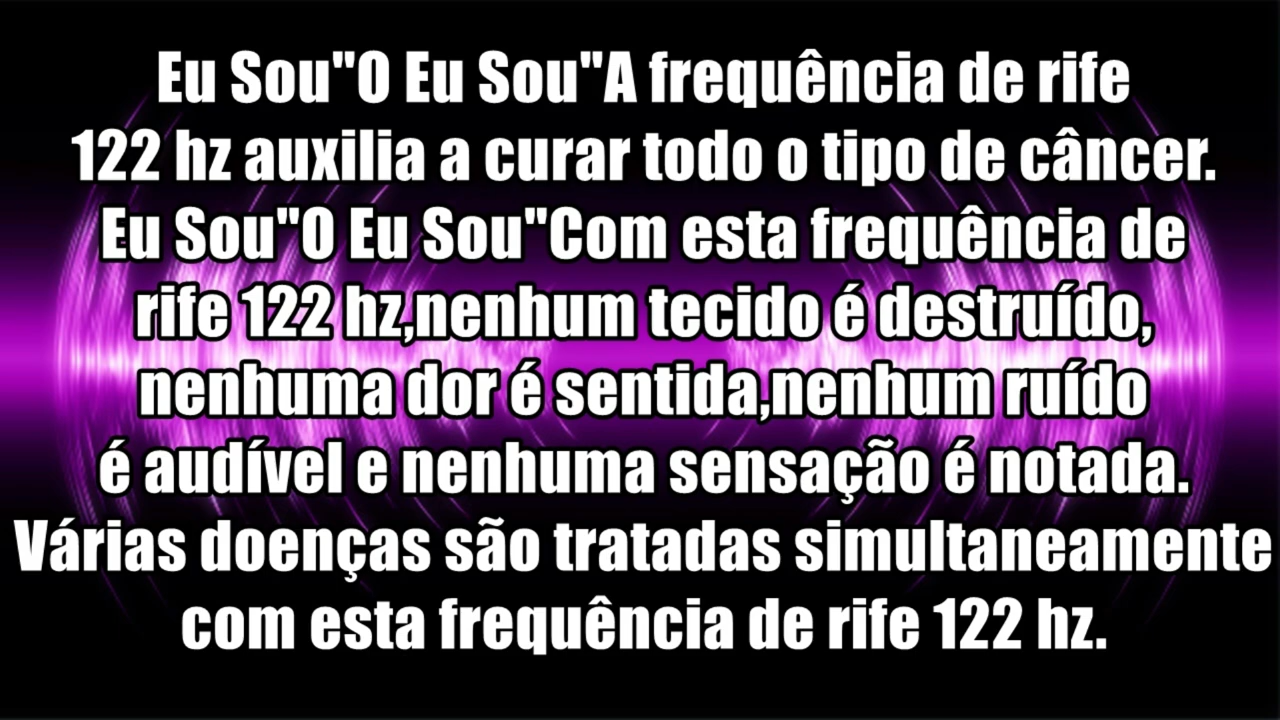 Eu Sou"O Eu Sou"A frequência de rife
122 hz auxilia a curar todo o tipo de câncer.
Eu Sou"O Eu Sou"Com esta frequência de
rife 122 hz,nenhum tecido é destruído,
nenhuma dor é sentida,nenhum ruído
é audível e nenhuma sensação é notada.
Várias doenças são tratadas simultaneamente
com esta frequência de rife 122 hz.